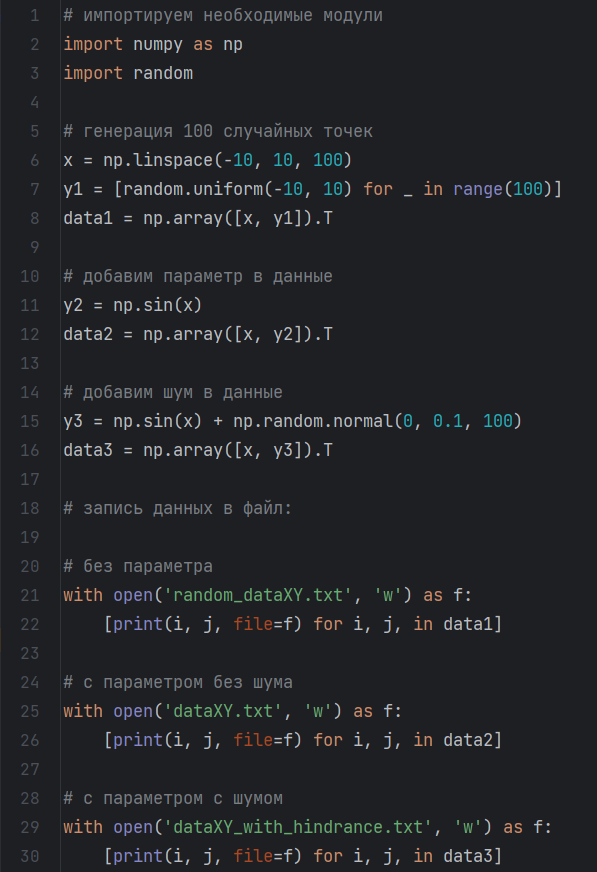 1 # импортируем необходимые модули
2 import numpy as np
3 import random
4
5 # генерация 100 случайных точек
6 x = np.linspace(-10, 10, 100)
7 y1 = [random.uniform(-10, 10) for _ in range(100)]
8 data1 = np.array([x, y1]).T
9
10 # добавим параметр в данные
11 y2 = np.sin(x)
12 data2 = np.array([x, y2]).T
13
14 # добавим шум в данные
15 y3 = np.sin(x) + np.random.normal(0, 0.1, 100)
16 data3 = np.array([x, y3]).T
17
18 # запись данных в файл:
19
20 # без параметра
21 with open('random_dataXY.txt', 'w') as f:
22     [print(i, j, file=f) for i, j, in data1]
23
24 # с параметром без шума
25 with open('dataXY.txt', 'w') as f:
26     [print(i, j, file=f) for i, j, in data2]
27
28 # с параметром с шумом
29 with open('dataXY_with_hindrance.txt', 'w') as f:
30     [print(i, j, file=f) for i, j, in data3]